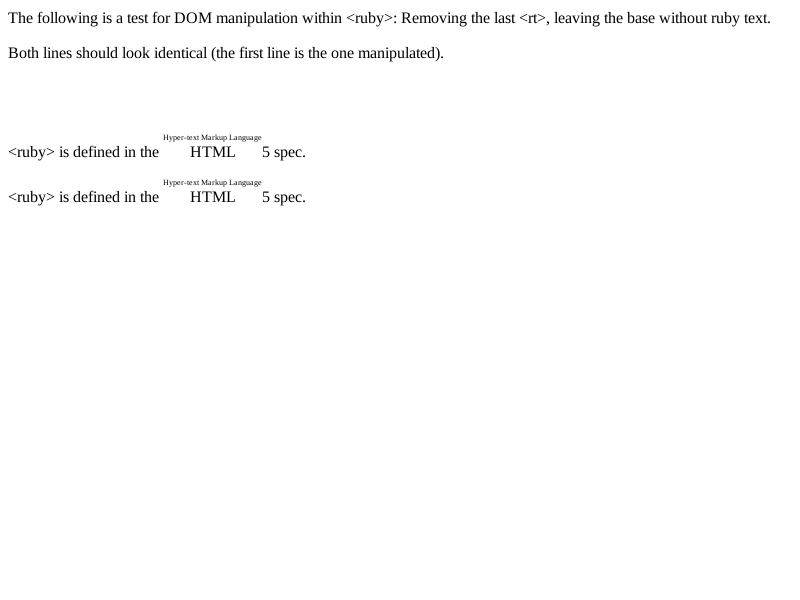 The following is a test for DOM manipulation within <ruby>: Removing the last <rt>, leaving the base without ruby text.
Both lines should look identical (the first line is the one manipulated).
Hyper-text Markup Language
<ruby> is defined in the HTML 5 spec.
Hyper-text Markup Language
<ruby> is defined in the HTML 5 spec.